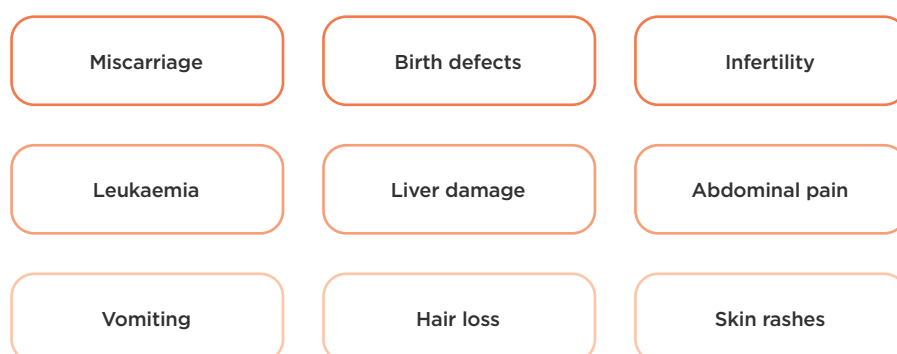 Miscarriage
Birth defects
Infertility
Leukaemia
Liver damage
Abdominal pain
Vomiting
Hair loss
Skin rashes